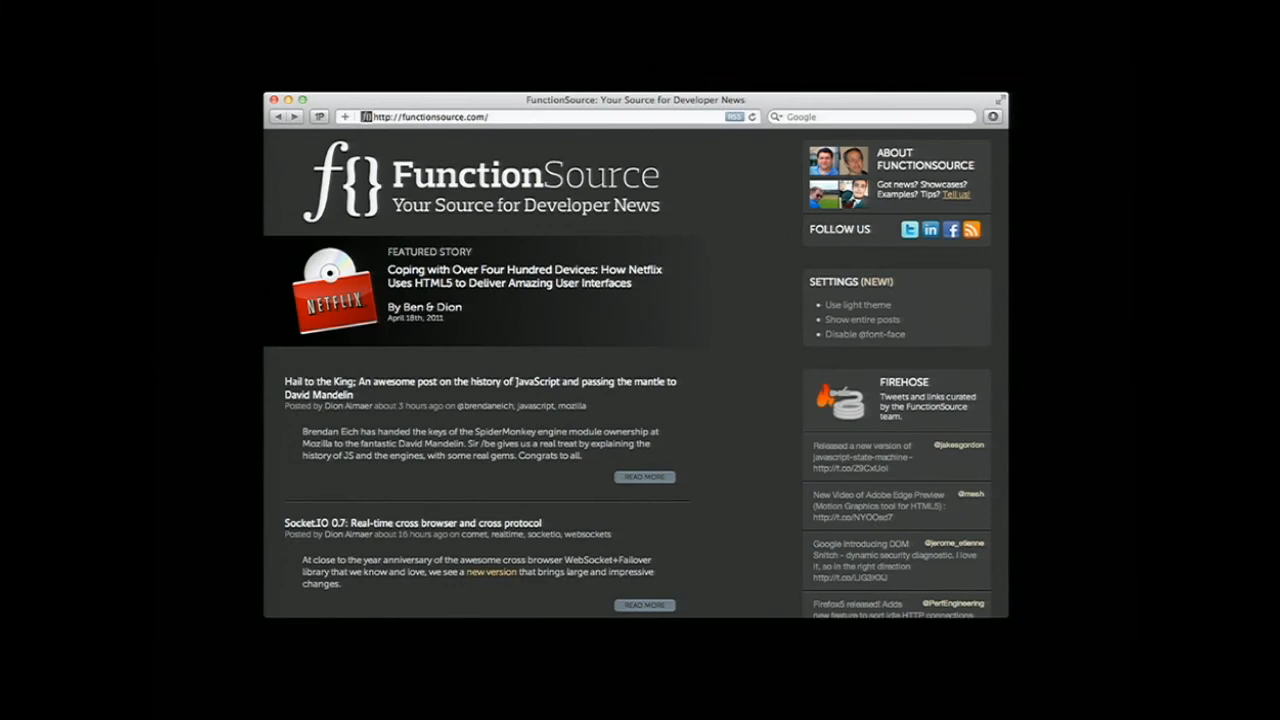 FunctionSource: Your Source for Developer News
1P
+
http://functionsource.com/
RSS
Google
f{}
FunctionSource
Your Source for Developer News
FEATURED STORY
Coping with Over Four Hundred Devices: How Netflix
Uses HTML5 to Deliver Amazing User Interfaces
By Ben & Dion
April 18th, 2011
NETFLIX
Hail to the King; An awesome post on the history of JavaScript and passing the mantle to
David Mandelin
Posted by Dion Almaer about 3 hours ago on @brendaneich, javascript, mozilla
Brendan Eich has handed the keys of the SpiderMonkey engine module ownership at
Mozilla to the fantastic David Mandelin. Sir /be gives us a real treat by explaining the
history of JS and the engines, with some real gems. Congrats to all.
READ MORE
Socket.IO 0.7: Real-time cross browser and cross protocol
Posted by Dion Almaer about 16 hours ago on comet, realtime, socketio, websockets
At close to the year anniversary of the awesome cross browser WebSocket+Failover
library that we know and love, we see a new version that brings large and impressive
changes.
READ MORE
ABOUT
FUNCTIONSOURCE
Got news? Showcases?
Examples? Tips? Tell us!
FOLLOW US
SETTINGS (NEW!)
Use light theme
Show entire posts
Disable @font-face
FIREHOSE
Tweets and links curated
by the FunctionSource
team.
Released a new version of @jakesgordon
javascript-state-machine -
New Video of Adobe Edge Preview @mesh
(Motion Graphics tool for HTML5) :
Google Introducing DOM @jerome_etienne
Snitch - dynamic security diagnostic. I love
it, so in the right direction
Firefox5 released! Adds @PerfEngineering
new feature to sort idle HTTP connections